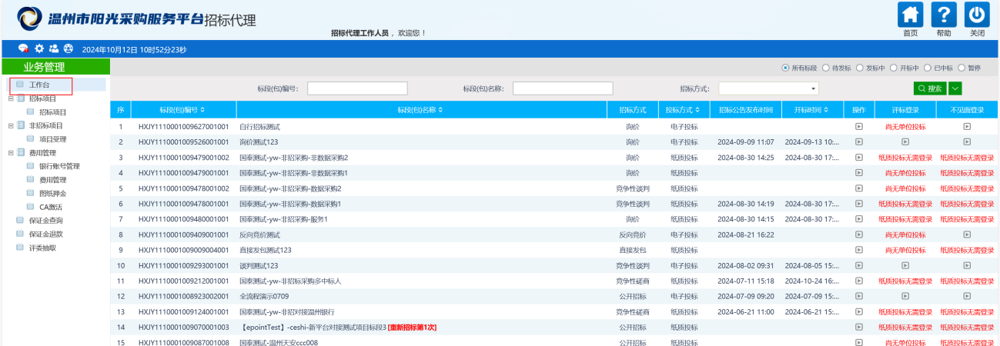 温州市阳光采购服务平台招标代理
招标代理工作人员，欢迎您！
首页 帮助 关闭
2024年10月12日 10时52分23秒
业务管理
所有标段 待发标 发标中 开标中 已中标 暂停
工作台
招标项目
招标项目
非招标项目
项目受理
费用管理
银行账号管理
费用管理
图纸押金
CA激活
保证金查询
保证金退款
评委抽取
标段(包)编号： 标段(包)名称： 招标方式： 搜索
序 标段(包)编号 标段(包)名称 招标方式 投标方式 招标公告发布时间 开标时间 操作 评标登录 不见面登录
1 HXJY1110001009627001001 自行招标测试 询价 电子投标 尚无单位投标
2 HXJY1110001009526001001 询价测试123 询价 电子投标 2024-09-09 11:07 2024-09-13 10:...
3 HXJY1110001009479001002 国泰测试-yw-非招采购-非数据采购2 询价 纸质投标 2024-08-30 14:25 2024-08-30 17:... 纸质投标无需登录 纸质投标无需登录
4 HXJY1110001009479001001 国泰测试-yw-非招采购-非数据采购1 询价 纸质投标 尚无单位投标 纸质投标无需登录
5 HXJY1110001009478001002 国泰测试-yw-非招采购-数据采购2 竞争性谈判 纸质投标 尚无单位投标 纸质投标无需登录
6 HXJY1110001009478001001 国泰测试-yw-非招采购-数据采购1 竞争性谈判 纸质投标 2024-08-30 14:19 2024-08-30 17:... 纸质投标无需登录 纸质投标无需登录
7 HXJY1110001009480001001 国泰测试-yw-非招采购-服务1 询价 纸质投标 2024-08-30 14:15 2024-08-30 17:... 纸质投标无需登录 纸质投标无需登录
8 HXJY1110001009409001001 反向竞价测试 反向竞价 电子投标 2024-08-21 16:22 尚无单位投标
9 HXJY1110001009009004001 直接发包测试123 直接发包 纸质投标 尚无单位投标 纸质投标无需登录
10 HXJY1110001009293001001 谈判测试123 竞争性谈判 电子投标 2024-08-02 09:31 2024-08-05 15:...
11 HXJY1110001009212001001 国泰测试-yw-非招标采购多中标人 竞争性磋商 纸质投标 2024-07-11 15:18 2024-10-24 16:... 纸质投标无需登录 纸质投标无需登录
12 HXJY1110001008923002001 全流程演示0709 公开招标 电子投标 2024-07-09 09:20 2024-07-09 15:...
13 HXJY1110001009124001001 国泰测试-yw-非招对接温州银行 竞争性磋商 纸质投标 2024-06-21 11:00 2024-06-21 15:... 纸质投标无需登录 纸质投标无需登录
14 HXJY1110001009070001003 【epointTest】-ceshi-新平台对接测试项目标段3[重新招标第1次] 公开招标 纸质投标 纸质投标无需登录 纸质投标无需登录
15 HXJY1110001009087001008 国泰测试-温州天安ccc008 公开招标 纸质投标 尚无单位投标 纸质投标无需登录